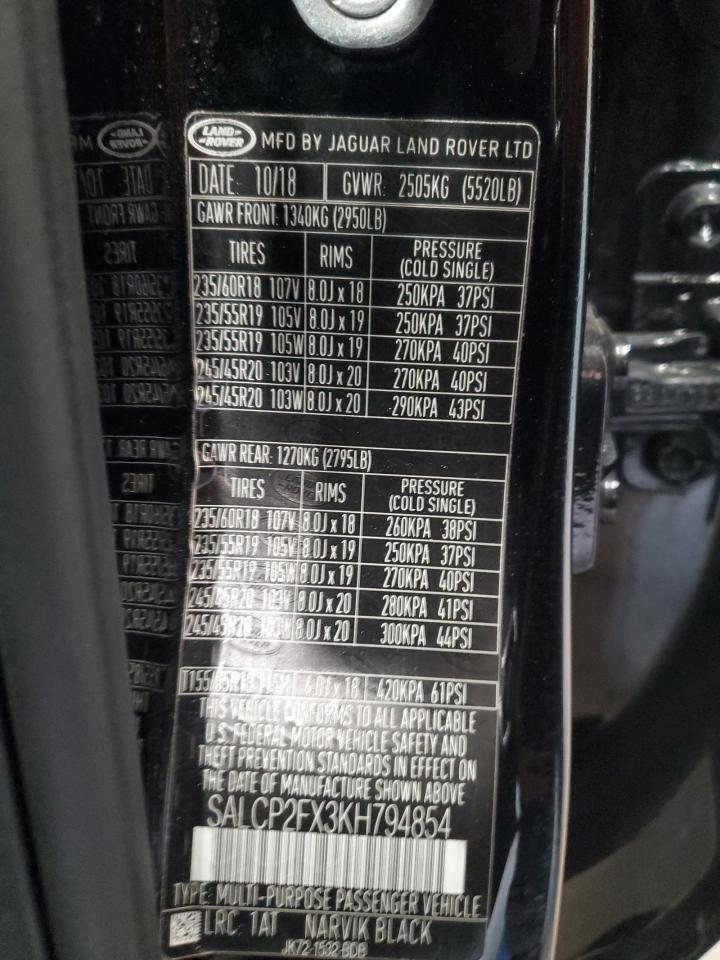 LAND ROVER MFD BY JAGUAR LAND ROVER LTD
DATE: 10/18 GVWR: 2505KG (5520LB)
GAWR FRONT: 1340KG (2950LB)
TIRES RIMS PRESSURE (COLD SINGLE)
235/60R18 107V 8.0J x 18 250KPA 37PSI
235/55R19 105V 8.0J x 19 250KPA 37PSI
235/55R19 105W 8.0J x 19 270KPA 40PSI
245/45R20 103V 8.0J x 20 270KPA 40PSI
245/45R20 103W 8.0J x 20 290KPA 43PSI
GAWR REAR: 1270KG (2795LB)
TIRES RIMS PRESSURE (COLD SINGLE)
235/60R18 107V 8.0J x 18 260KPA 38PSI
235/55R19 105V 8.0J x 19 250KPA 37PSI
235/55R19 105W 8.0J x 19 270KPA 40PSI
245/45R20 103V 8.0J x 20 280KPA 41PSI
245/45R20 103W 8.0J x 20 300KPA 44PSI
4.0J x 18 420KPA 61PSI
THIS VEHICLE CONFORMS TO ALL APPLICABLE
U.S. FEDERAL MOTOR VEHICLE SAFETY AND
THEFT PREVENTION STANDARDS IN EFFECT ON
THE DATE OF MANUFACTURE SHOWN ABOVE
SALCP2FX3KH794854
TYPE: MULTI-PURPOSE PASSENGER VEHICLE
LRC: 1AT NARVIK BLACK
JK72-1532-BDB